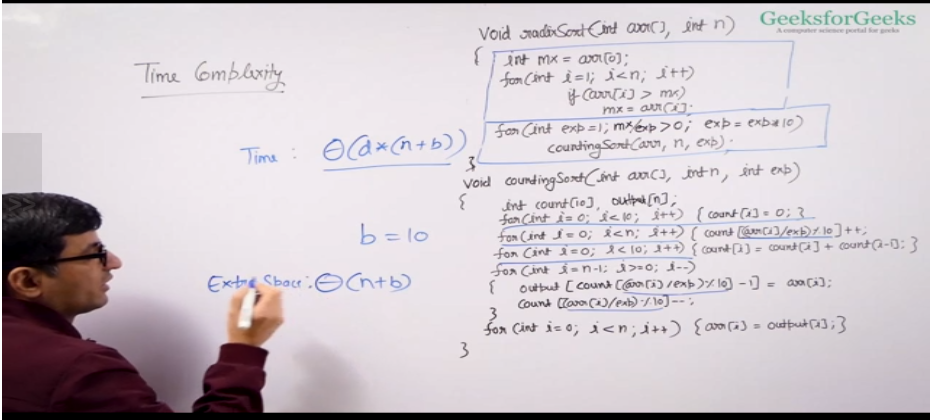 GeeksforGeeks
A computer science portal for geeks
Time Complexity
Time : Θ(d*(n+b))
b = 10
Extra Space : Θ(n+b)
void radixSort(int arr[], int n)
{ int mx = arr[0];
for(int i=1; i<n; i++)
if(arr[i] > mx)
mx = arr[i];
for(int exp=1; mx/exp>0; exp = exp*10)
countingSort(arr, n, exp);
}
void countingSort(int arr[], int n, int exp)
{ int count[10], output[n];
for(int i=0; i<10; i++) { count[i] = 0; }
for(int i=0; i<n; i++) { count[(arr[i]/exp)%10]++;
for(int i=0; i<10; i++) { count[i] = count[i] + count[i-1]; }
for(int i=n-1; i>=0; i--)
{ output[count[(arr[i]/exp)%10]-1] = arr[i];
count[(arr[i]/exp)%10]--;
}
for(int i=0; i<n; i++) { arr[i] = output[i]; }
}